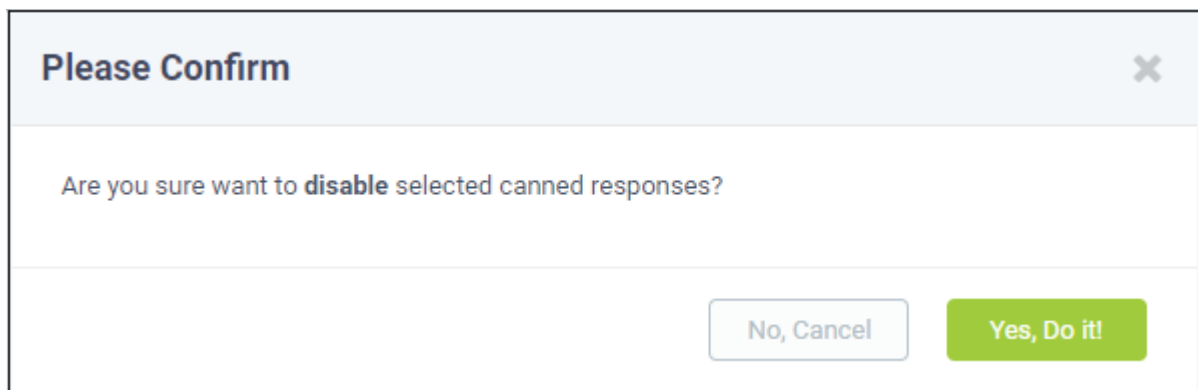 Please Confirm
Are you sure want to disable selected canned responses?
No, Cancel
Yes, Do it!